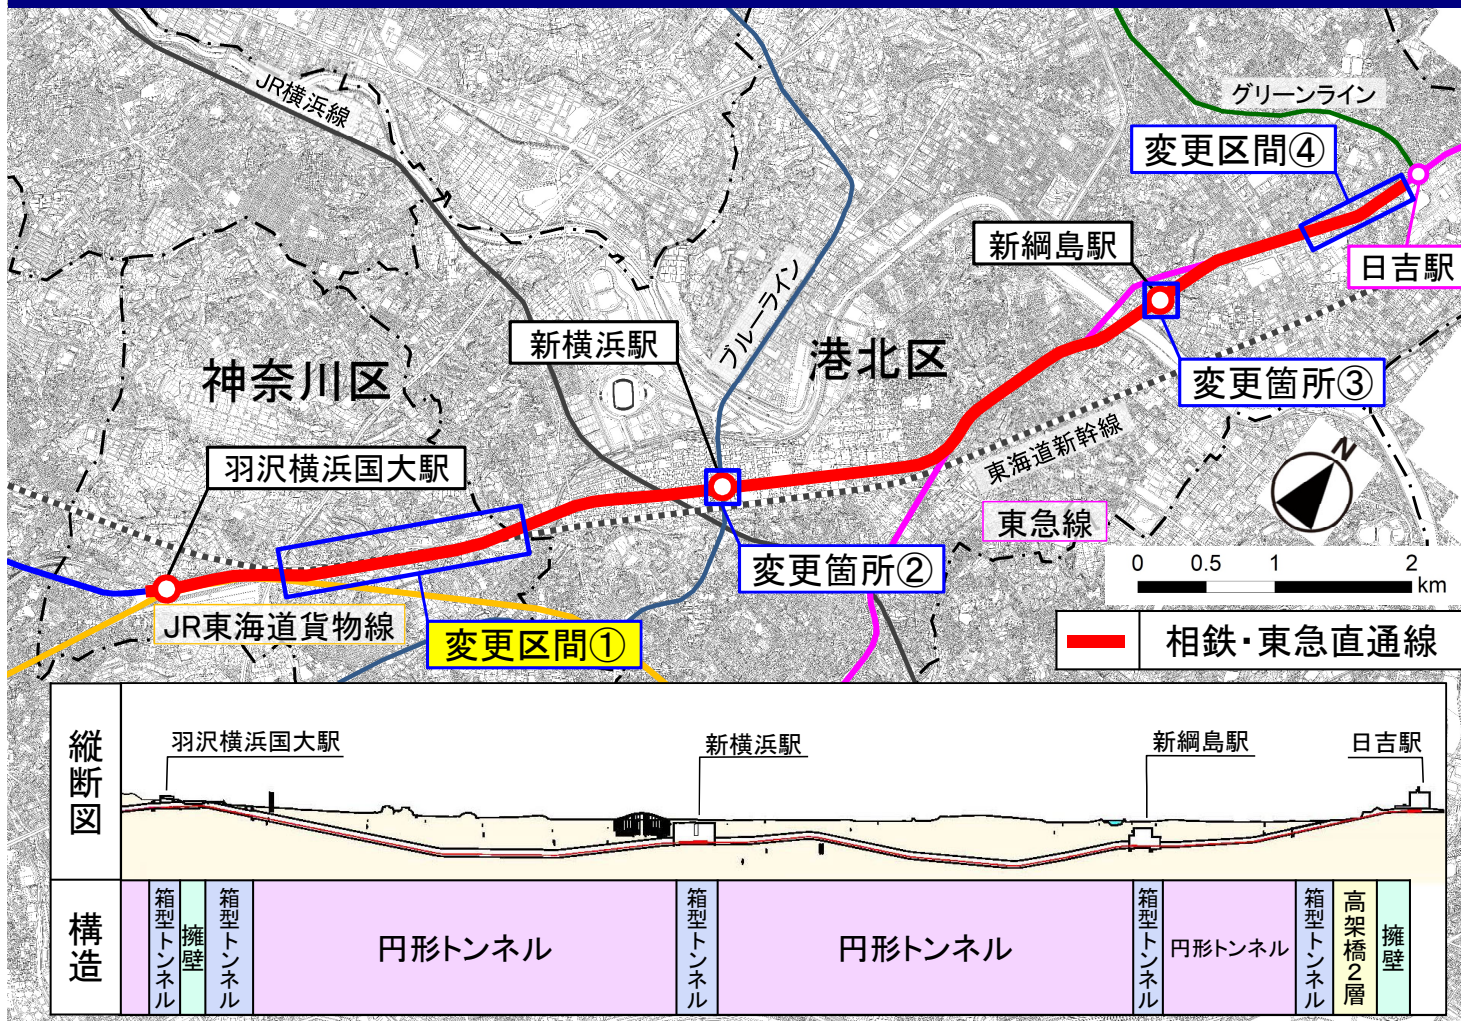 JR横浜線
グリーンライン
変更区間④
新綱島駅
日吉駅
ブルーライン
新横浜駅
港北区
神奈川区
変更箇所③
羽沢横浜国大駅
東海道新幹線
N
東急線
変更箇所②
0 0.5 1 2
km
JR東海道貨物線
変更区間①
相鉄・東急直通線
縦断図
羽沢横浜国大駅
新横浜駅
新綱島駅
日吉駅
構造
箱型トンネル
擁壁
箱型トンネル
円形トンネル
箱型トンネル
円形トンネル
箱型トンネル
円形トンネル
箱型トンネル
高架橋2層
擁壁